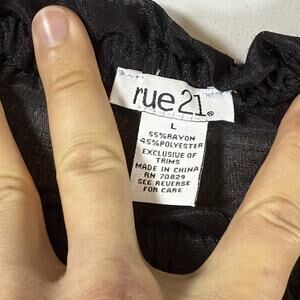 rue21®
L
55%RAYON
45%POLYESTER
EXCLUSIVE OF
TRIMS
MADE IN CHINA
RN 70829
SEE REVERSE
FOR CARE